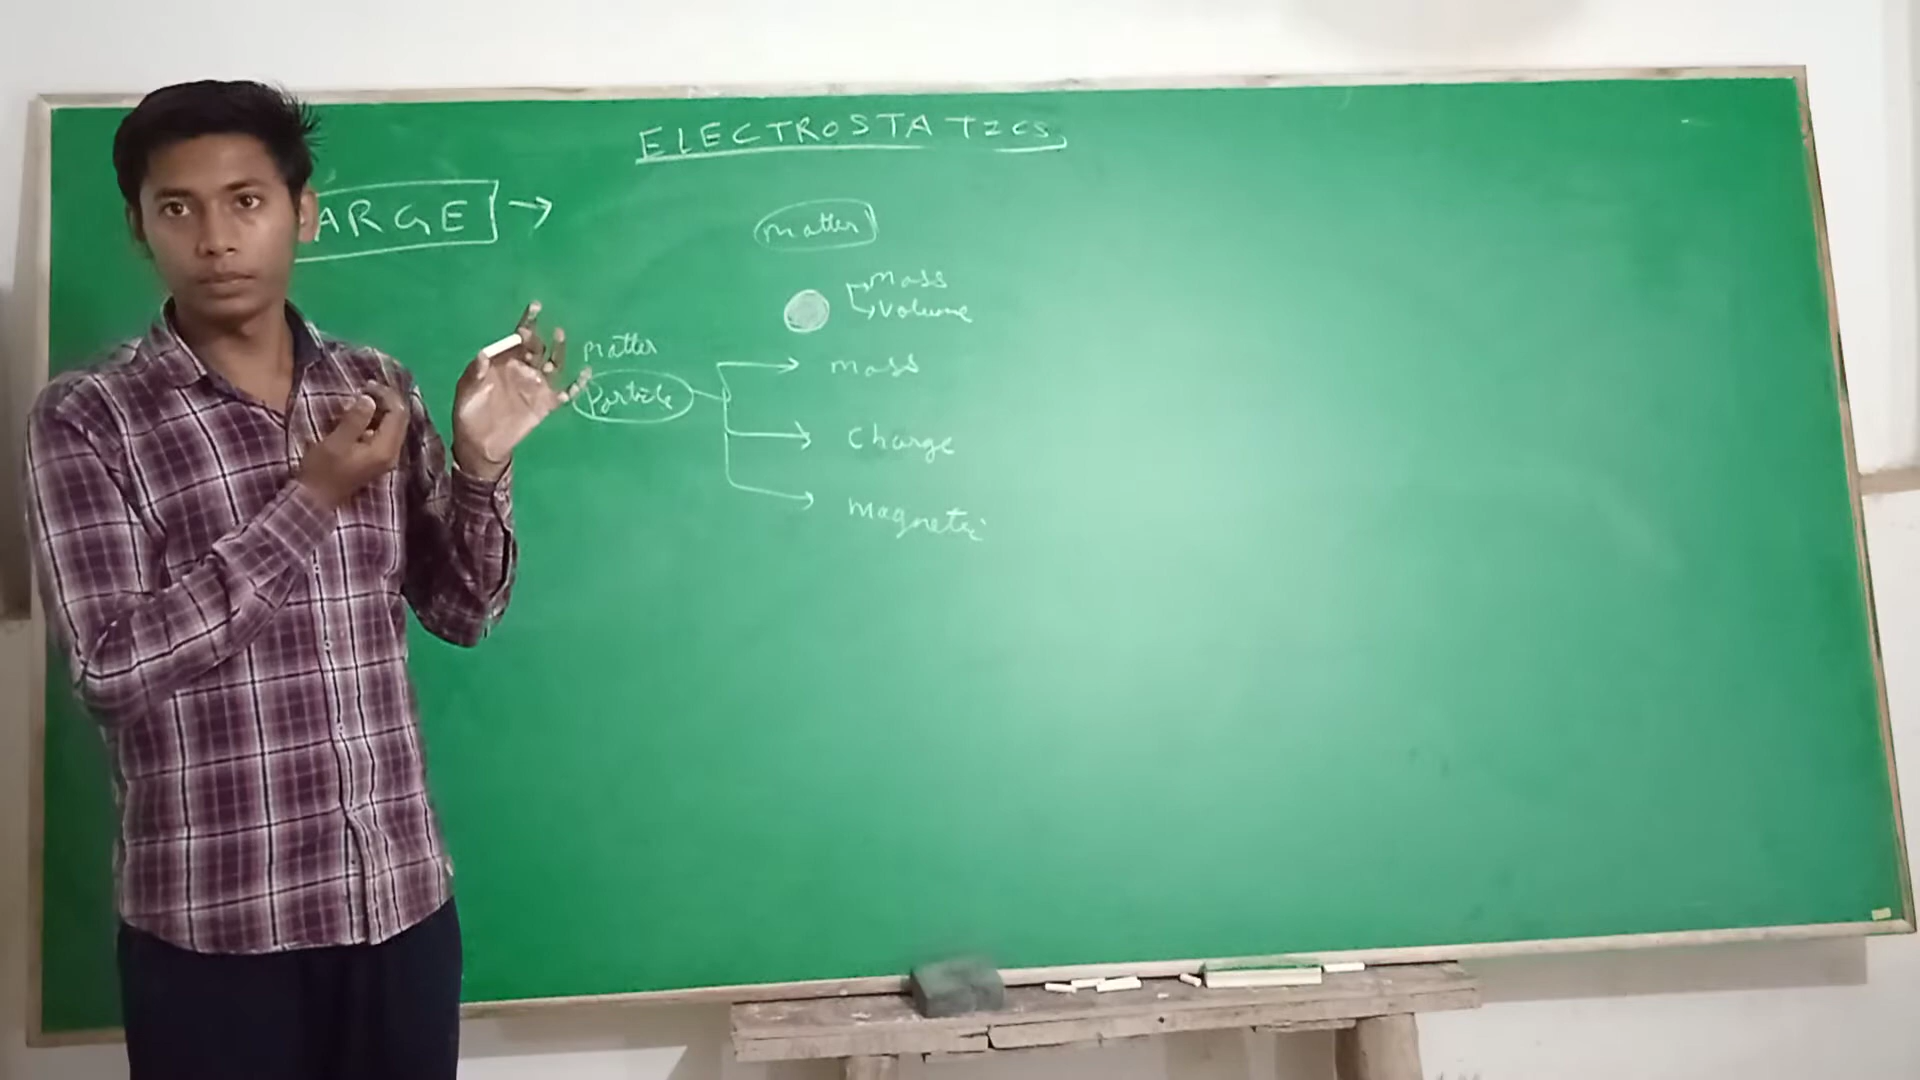 ELECTROSTATICS
ARGE →
matter
mass
volume
matter
Particle
mass
charge
magnetic